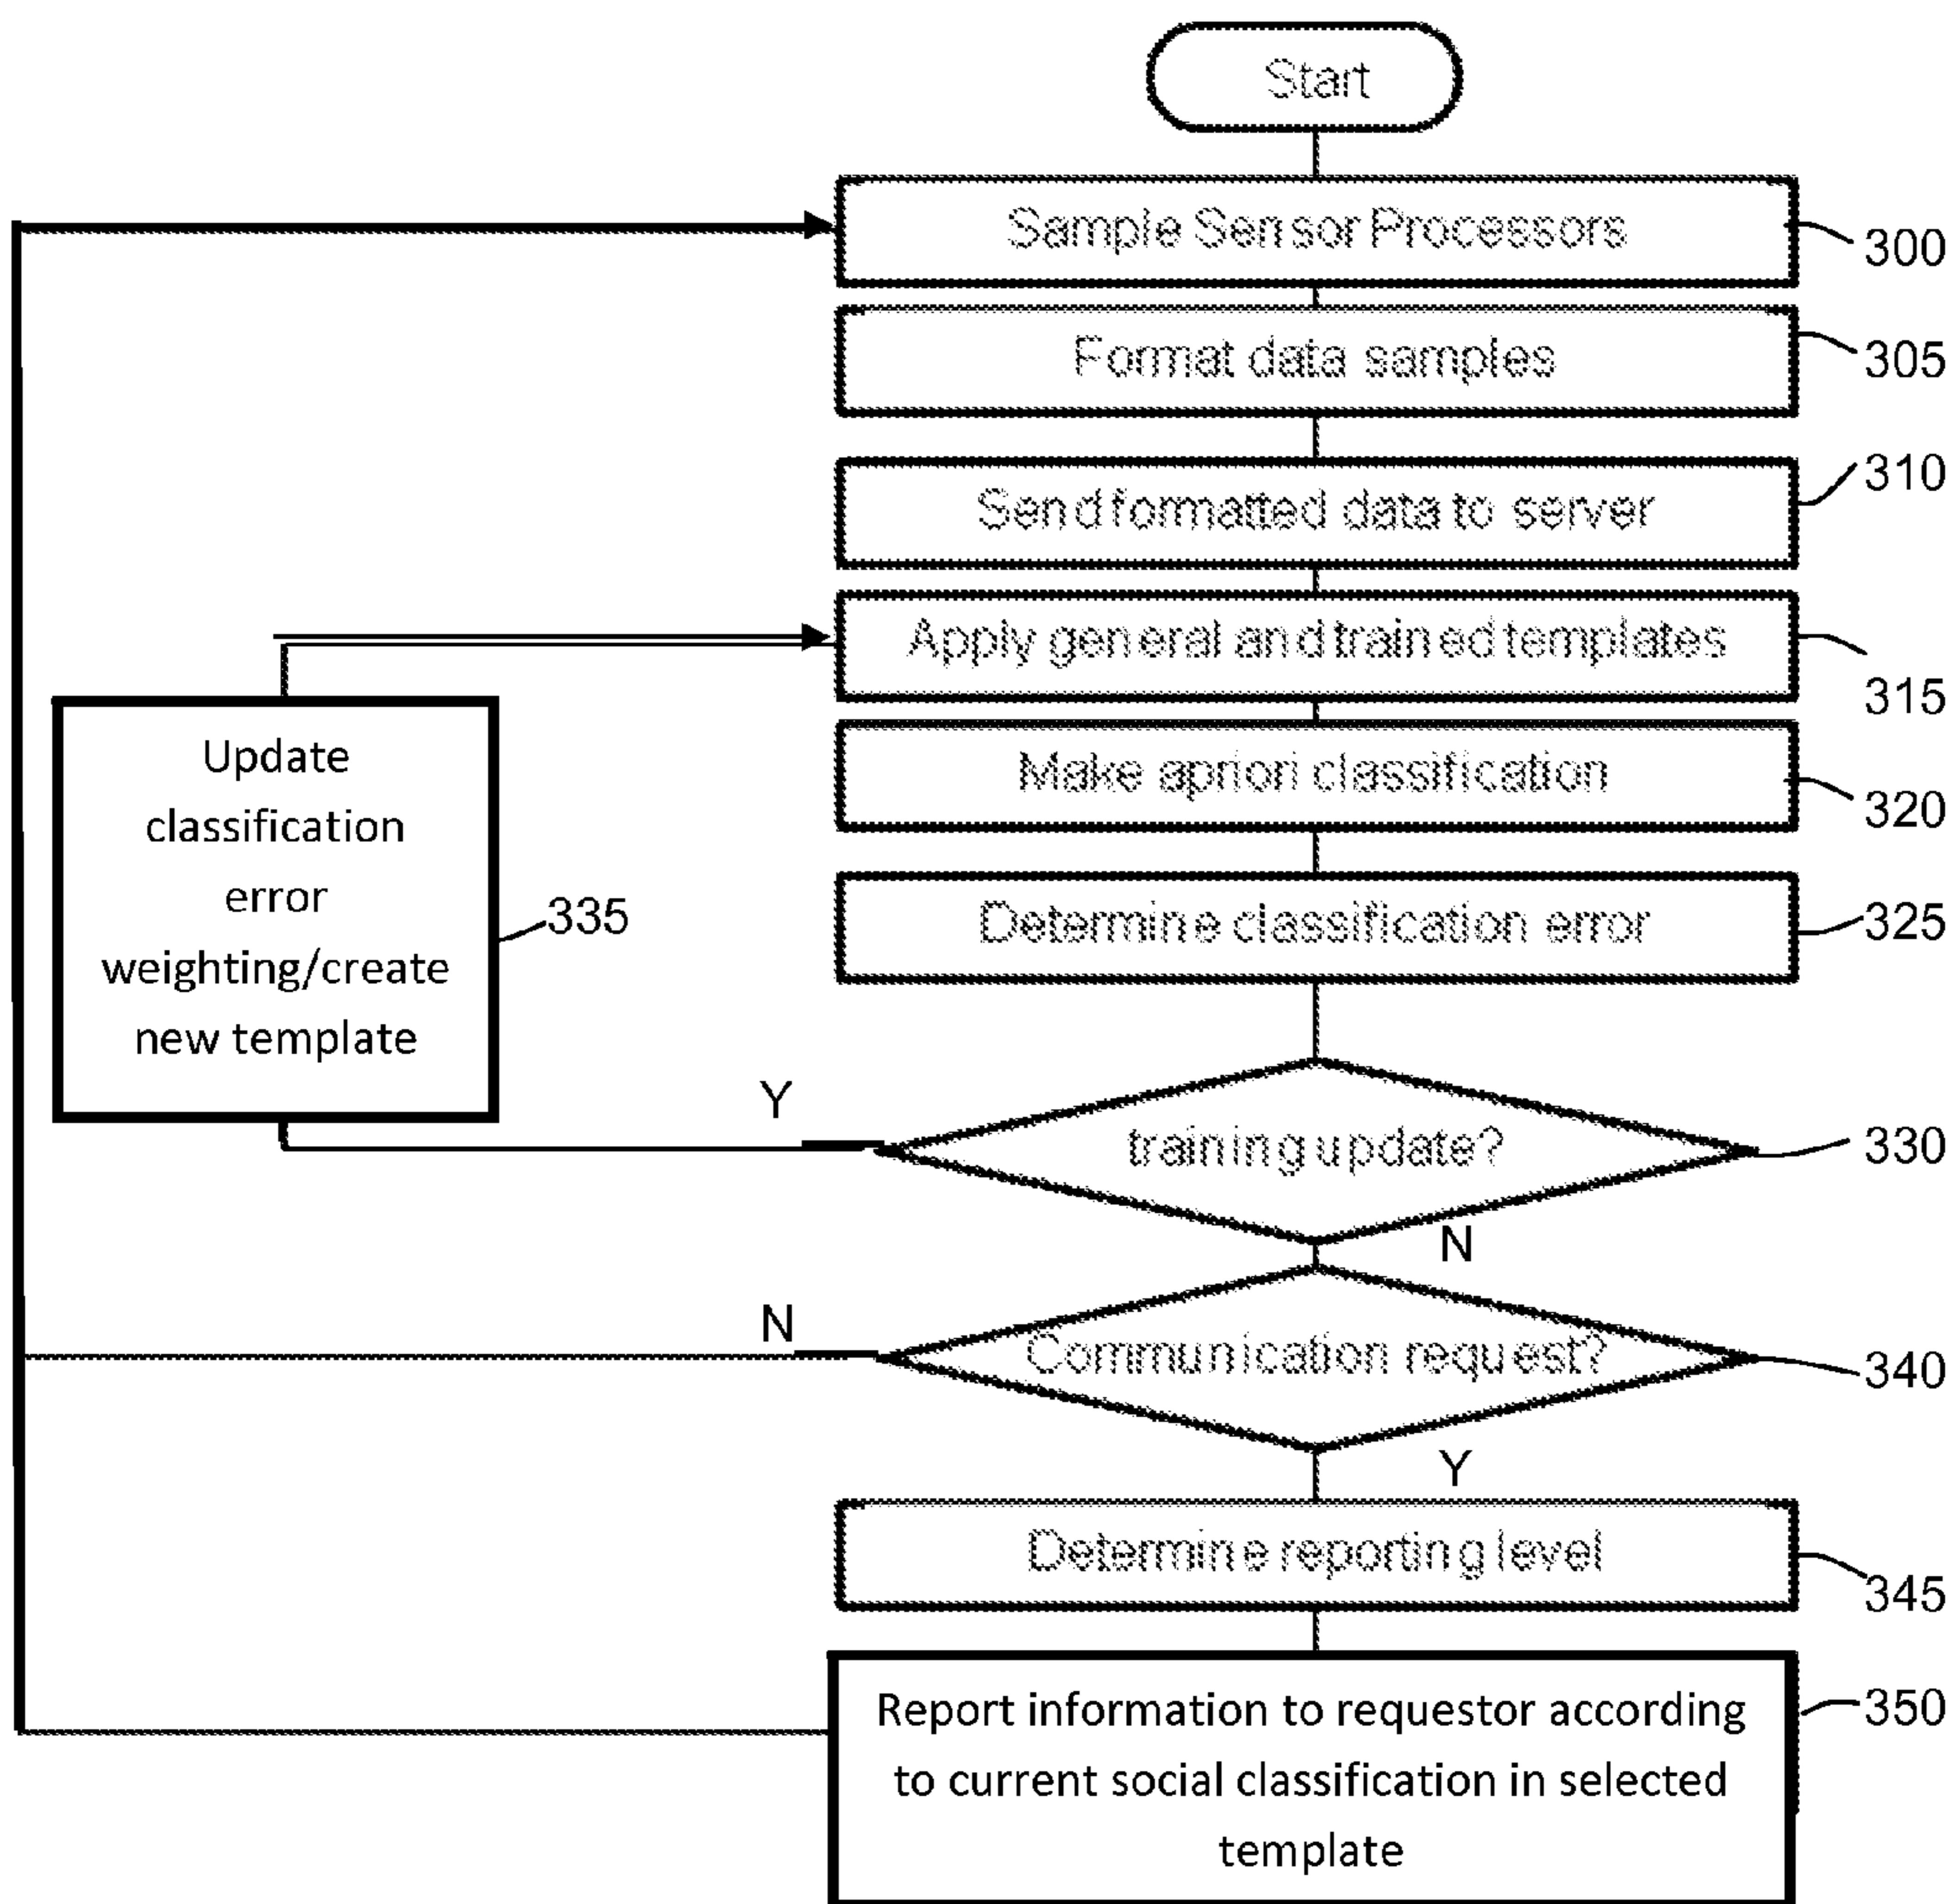 Start
Sample Sensor Processors
300
Format data samples
305
Send formatted data to server
310
Apply general and trained templates
315
Make apriori classification
320
Determine classification error
325
Update
classification
error
weighting/create
new template
335
Y
training update?
330
N
N
Communication request?
340
Y
Determine reporting level
345
Report information to requestor according
to current social classification in selected
template
350